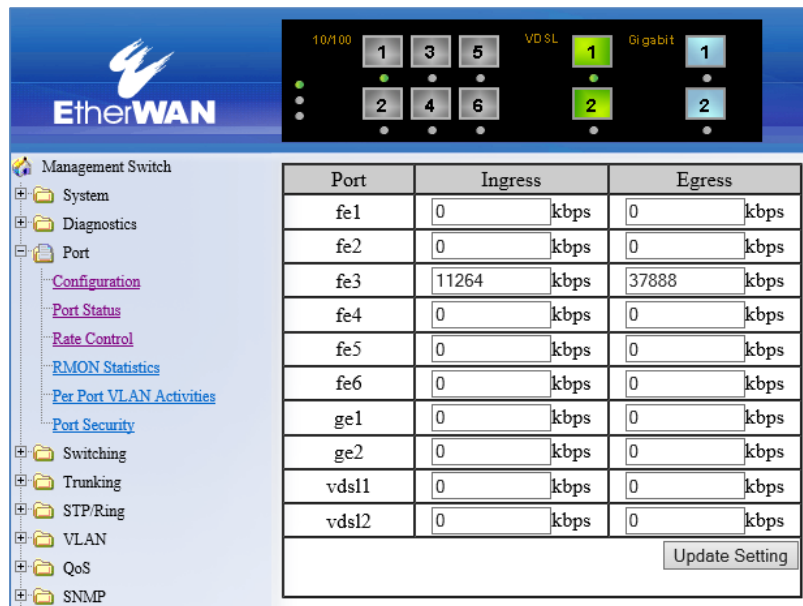 10/100 1 3 5 VDSL 1 Gigabit 1
2 4 6 2 2
EtherWAN
Management Switch
System
Diagnostics
Port
Configuration
Port Status
Rate Control
RMON Statistics
Per Port VLAN Activities
Port Security
Switching
Trunking
STP/Ring
VLAN
QoS
SNMP
Port Ingress Egress
fe1 0 kbps 0 kbps
fe2 0 kbps 0 kbps
fe3 11264 kbps 37888 kbps
fe4 0 kbps 0 kbps
fe5 0 kbps 0 kbps
fe6 0 kbps 0 kbps
ge1 0 kbps 0 kbps
ge2 0 kbps 0 kbps
vdsl1 0 kbps 0 kbps
vdsl2 0 kbps 0 kbps
Update Setting